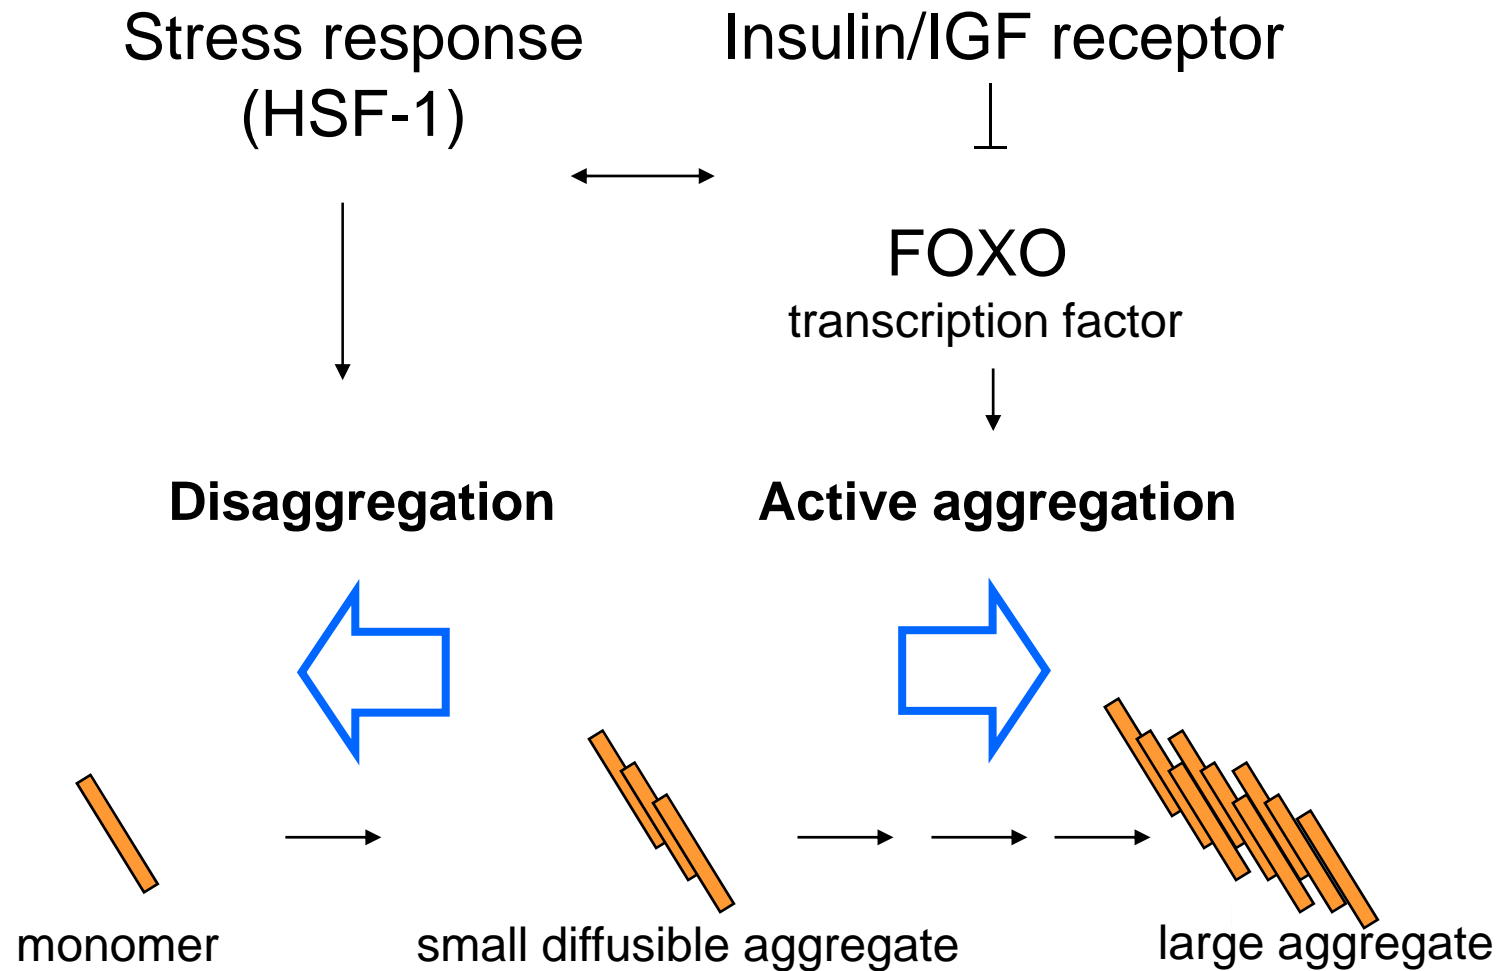 Stress response
(HSF-1)
Insulin/IGF receptor
FOXO
transcription factor
Disaggregation
Active aggregation
monomer
small diffusible aggregate
large aggregate